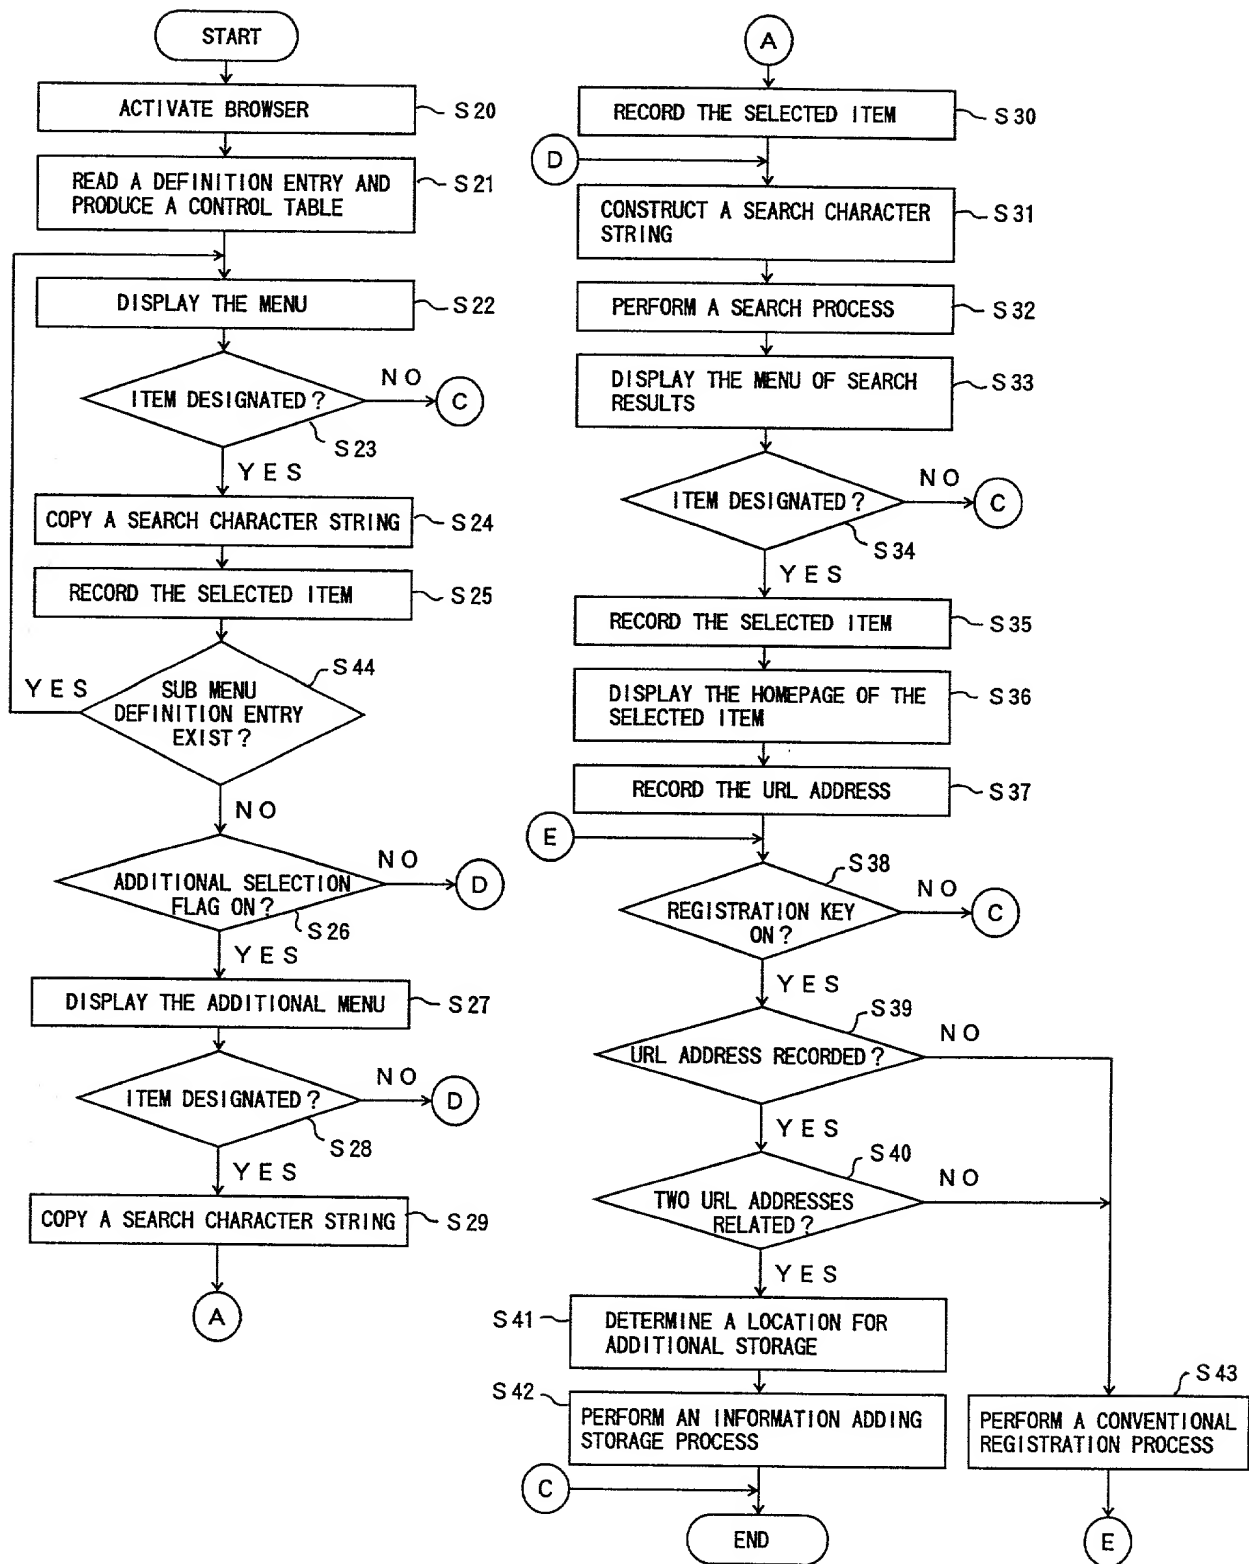 START
ACTIVATE BROWSER
S20
READ A DEFINITION ENTRY AND
PRODUCE A CONTROL TABLE
S21
DISPLAY THE MENU
S22
ITEM DESIGNATED?
NO
C
S23
YES
COPY A SEARCH CHARACTER STRING
S24
RECORD THE SELECTED ITEM
S25
S44
YES
SUB MENU
DEFINITION ENTRY
EXIST?
NO
ADDITIONAL SELECTION
FLAG ON?
NO
D
S26
YES
DISPLAY THE ADDITIONAL MENU
S27
ITEM DESIGNATED?
NO
D
S28
YES
COPY A SEARCH CHARACTER STRING
S29
A
A
RECORD THE SELECTED ITEM
S30
D
CONSTRUCT A SEARCH CHARACTER
STRING
S31
PERFORM A SEARCH PROCESS
S32
DISPLAY THE MENU OF SEARCH
RESULTS
S33
ITEM DESIGNATED?
NO
C
S34
YES
RECORD THE SELECTED ITEM
S35
DISPLAY THE HOMEPAGE OF THE
SELECTED ITEM
S36
RECORD THE URL ADDRESS
S37
E
S38
REGISTRATION KEY
ON?
NO
C
YES
S39
URL ADDRESS RECORDED?
NO
YES
S40
TWO URL ADDRESSES
RELATED?
NO
YES
S41
DETERMINE A LOCATION FOR
ADDITIONAL STORAGE
S42
PERFORM AN INFORMATION ADDING
STORAGE PROCESS
S43
PERFORM A CONVENTIONAL
REGISTRATION PROCESS
C
END
E